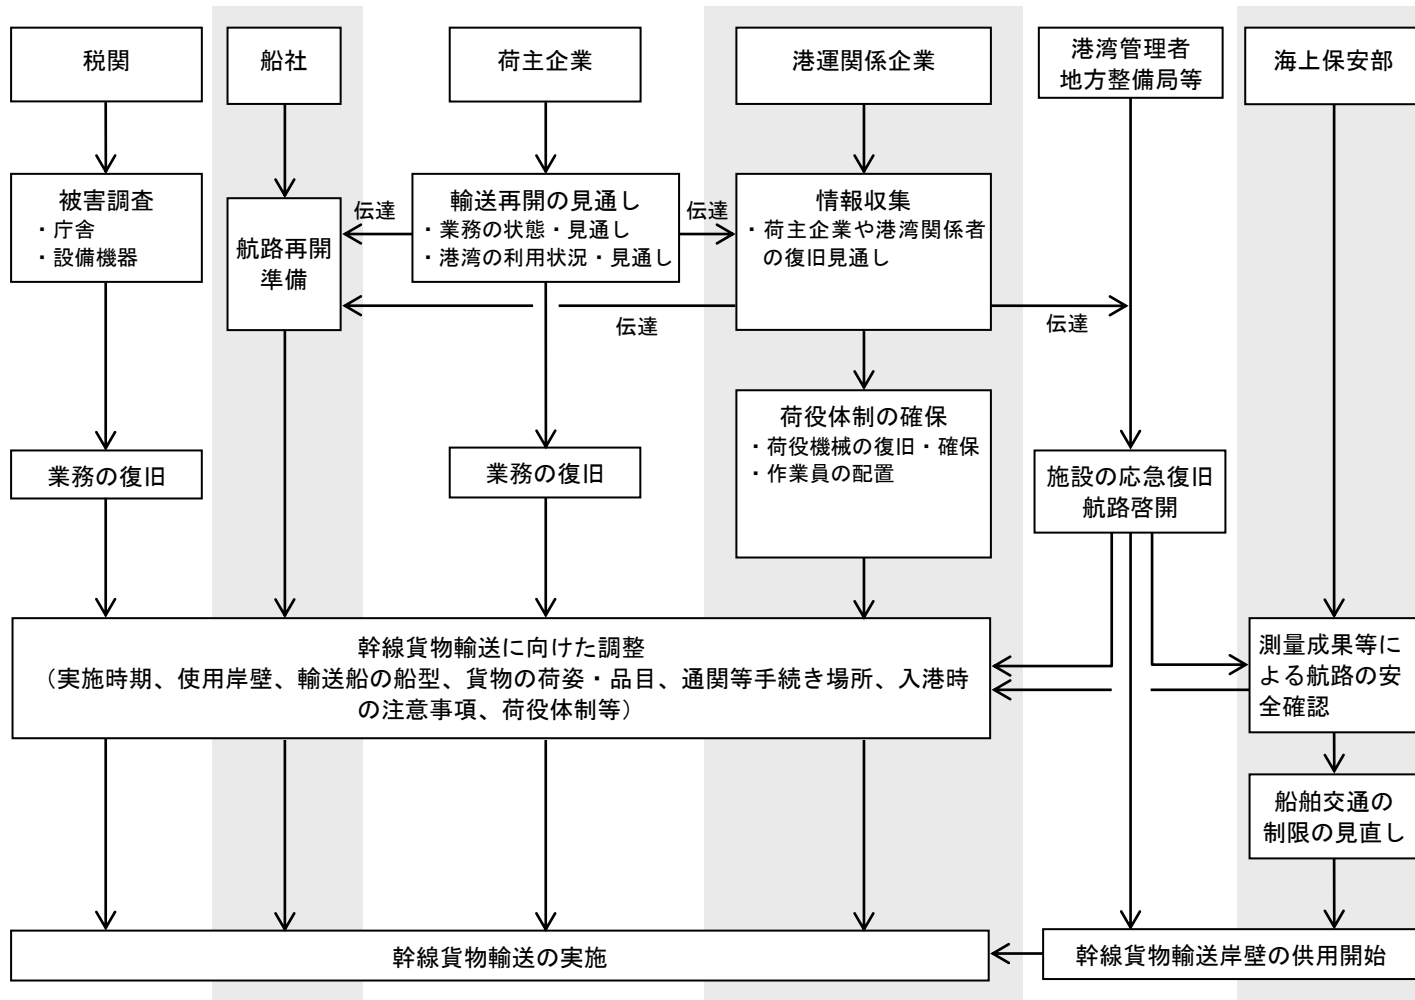 税関
船社
荷主企業
港運関係企業
港湾管理者
地方整備局等
海上保安部
被害調査
・庁舎
・設備機器
航路再開
準備
伝達
輸送再開の見通し
・業務の状態・見通し
・港湾の利用状況・見通し
伝達
情報収集
・荷主企業や港湾関係者
の復旧見通し
伝達
伝達
業務の復旧
業務の復旧
荷役体制の確保
・荷役機械の復旧・確保
・作業員の配置
施設の応急復旧
航路啓開
幹線貨物輸送に向けた調整
（実施時期、使用岸壁、輸送船の船型、貨物の荷姿・品目、通関等手続き場所、入港時
の注意事項、荷役体制等）
測量成果等に
よる航路の安
全確認
船舶交通の
制限の見直し
幹線貨物輸送の実施
幹線貨物輸送岸壁の供用開始